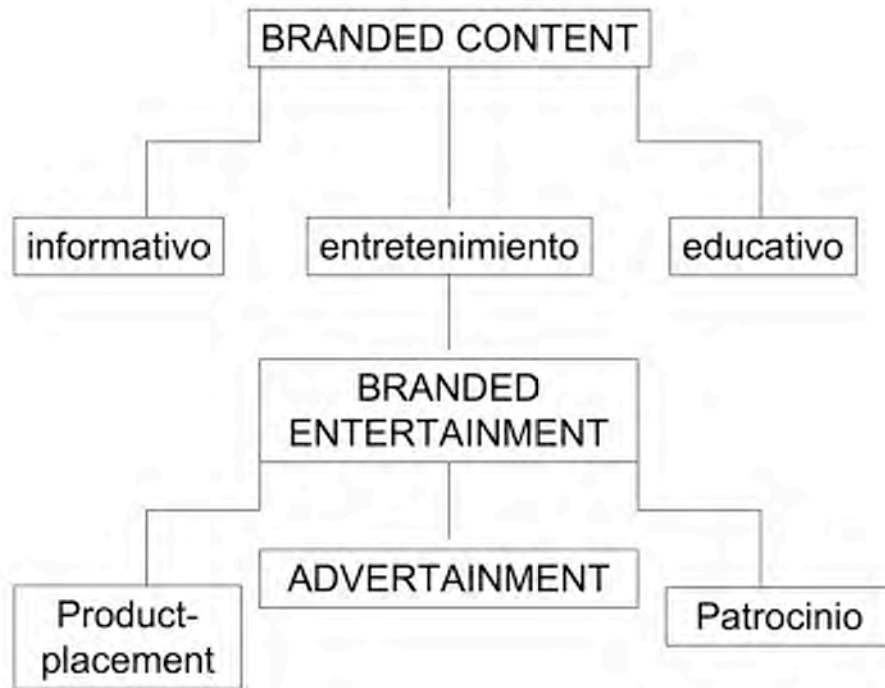 BRANDED CONTENT
informativo
entretenimiento
educativo
BRANDED
ENTERTAINMENT
ADVERTAINMENT
Product-
placement
Patrocinio